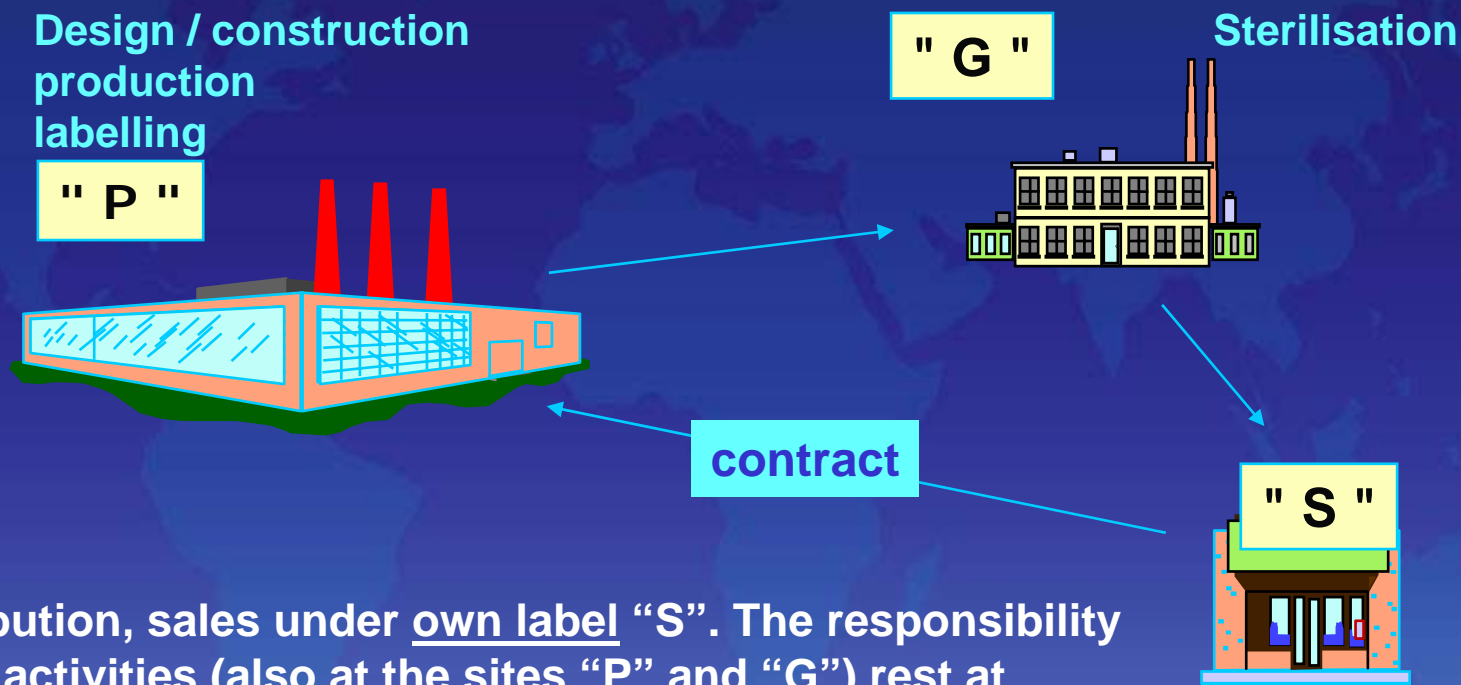 Design / construction
production
labelling
" P "
" G "
Sterilisation
contract
" S "
sales under own label “S”. The responsibility
activities (also at the sites “P” and “G”) rest at